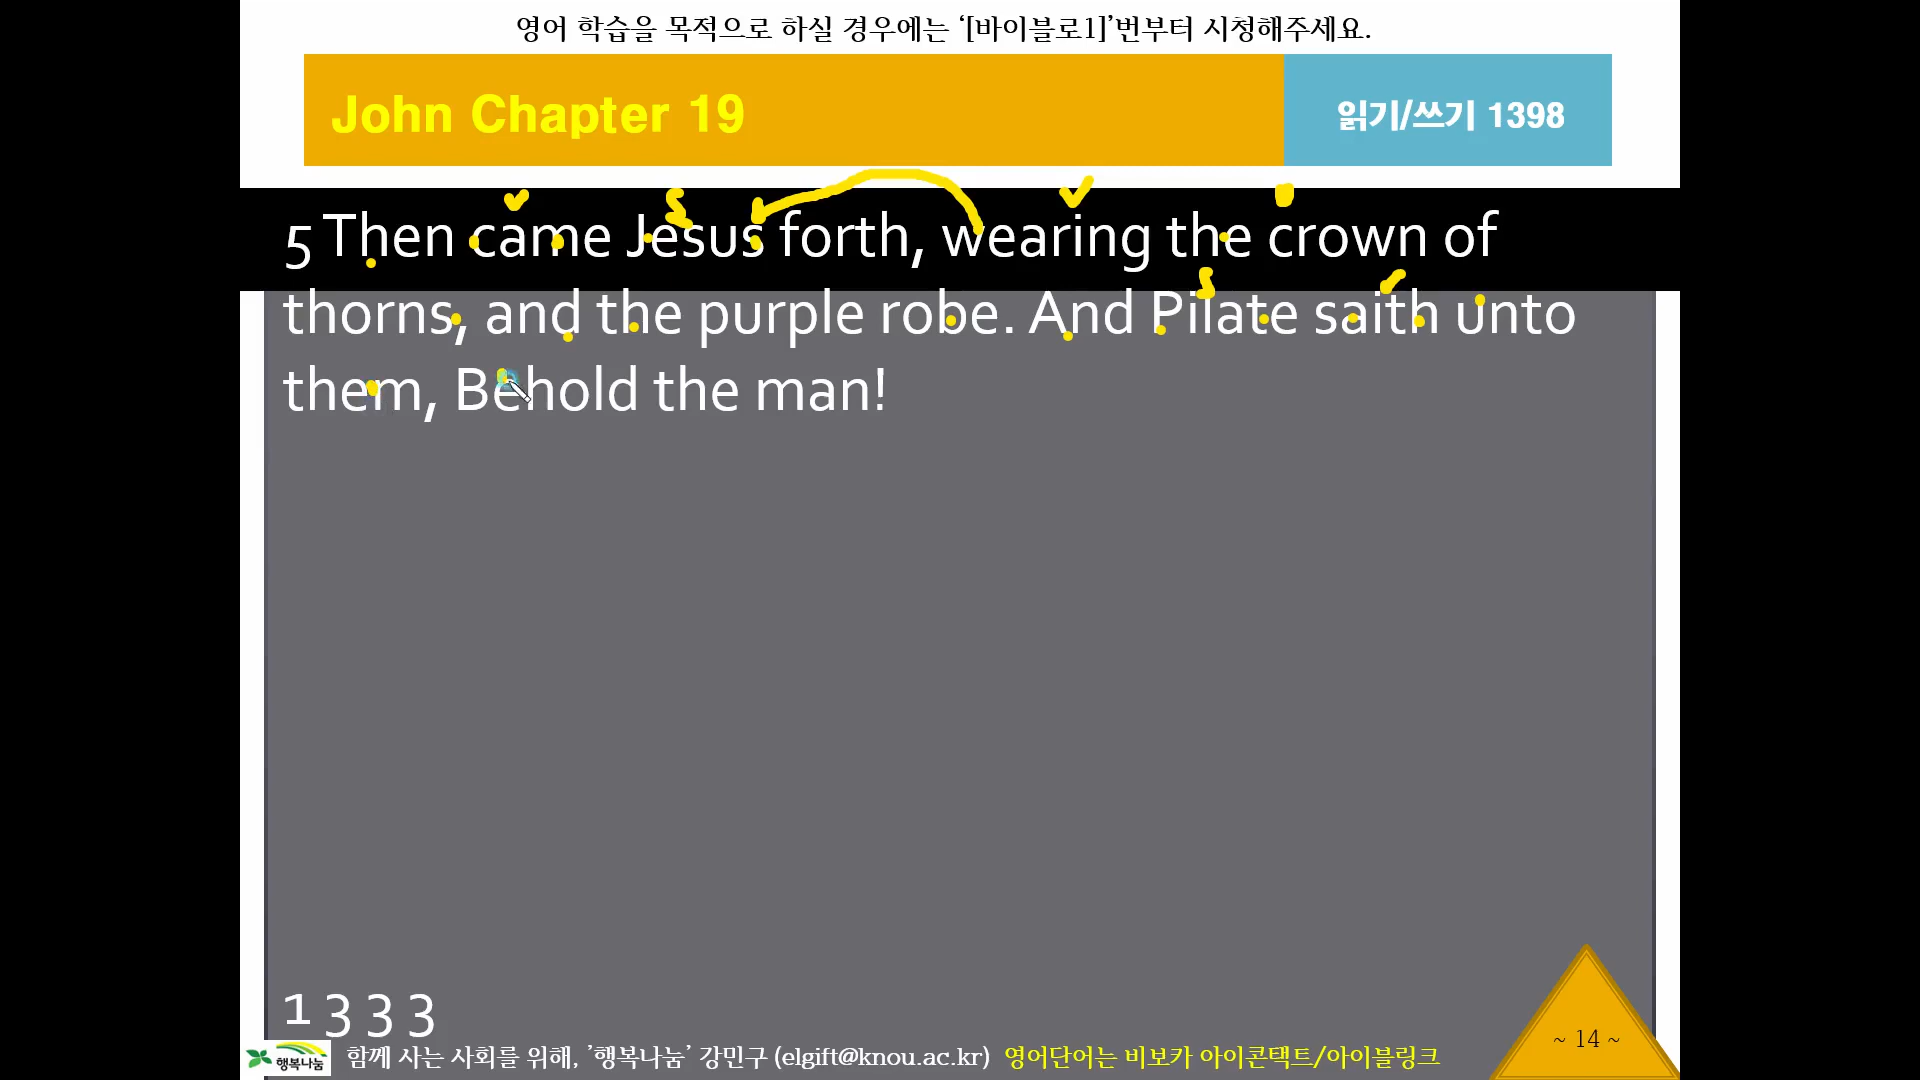 영어 학습을 목적으로 하실 경우에는 ‘[바이블로1]’번부터 시청해주세요.
John Chapter 19
읽기/쓰기 1398
5 Then came Jesus forth, wearing the crown of
thorns, and the purple robe. And Pilate saith unto
them, Behold the man!
1 3 3 3
~ 14 ~
행복나눔
함께 사는 사회를 위해, ’행복나눔’ 강민구 (elgift@knou.ac.kr) 영어단어는 비보카 아이콘택트/아이블링크